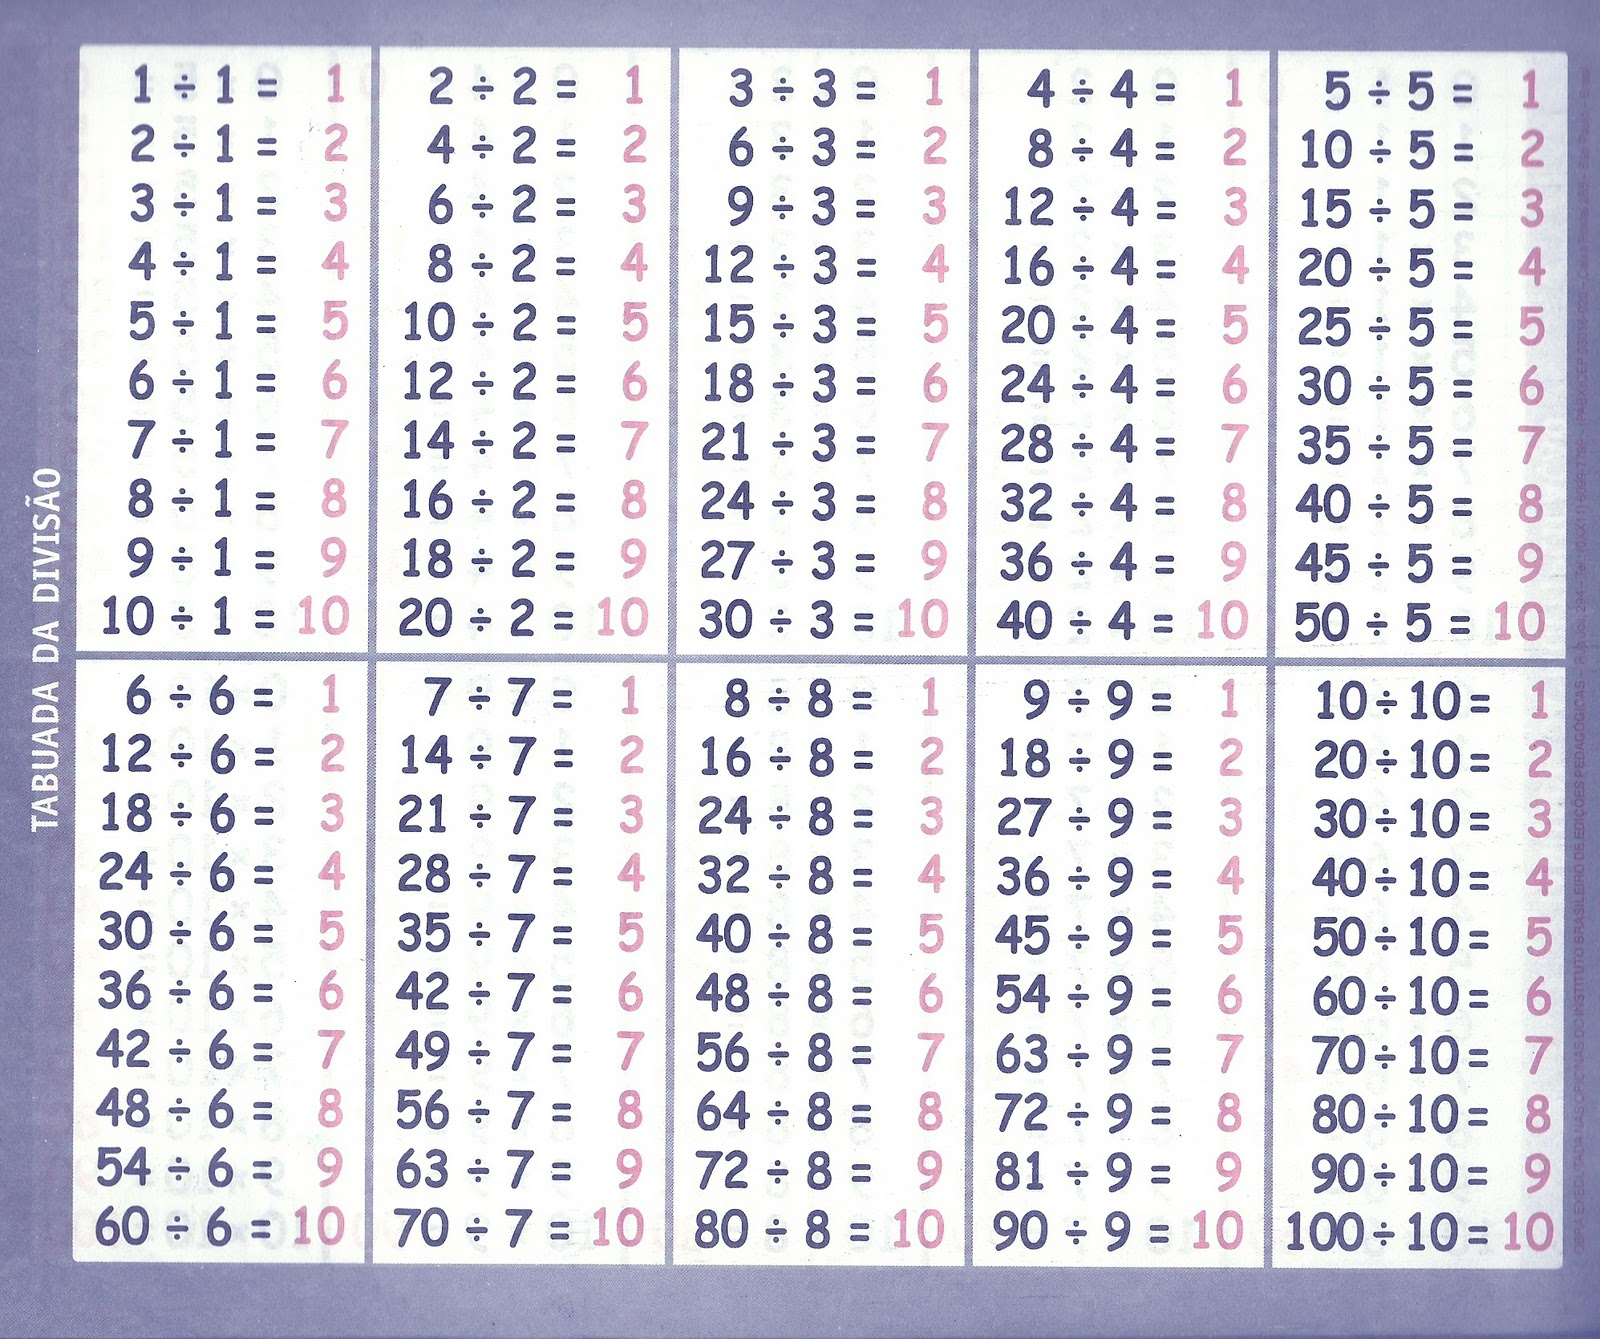 TABUADA DA DIVISÃO
1 ÷ 1 = 1
2 ÷ 1 = 2
3 ÷ 1 = 3
4 ÷ 1 = 4
5 ÷ 1 = 5
6 ÷ 1 = 6
7 ÷ 1 = 7
8 ÷ 1 = 8
9 ÷ 1 = 9
10 ÷ 1 = 10
2 ÷ 2 = 1
4 ÷ 2 = 2
6 ÷ 2 = 3
8 ÷ 2 = 4
10 ÷ 2 = 5
12 ÷ 2 = 6
14 ÷ 2 = 7
16 ÷ 2 = 8
18 ÷ 2 = 9
20 ÷ 2 = 10
3 ÷ 3 = 1
6 ÷ 3 = 2
9 ÷ 3 = 3
12 ÷ 3 = 4
15 ÷ 3 = 5
18 ÷ 3 = 6
21 ÷ 3 = 7
24 ÷ 3 = 8
27 ÷ 3 = 9
30 ÷ 3 = 10
4 ÷ 4 = 1
8 ÷ 4 = 2
12 ÷ 4 = 3
16 ÷ 4 = 4
20 ÷ 4 = 5
24 ÷ 4 = 6
28 ÷ 4 = 7
32 ÷ 4 = 8
36 ÷ 4 = 9
40 ÷ 4 = 10
5 ÷ 5 = 1
10 ÷ 5 = 2
15 ÷ 5 = 3
20 ÷ 5 = 4
25 ÷ 5 = 5
30 ÷ 5 = 6
35 ÷ 5 = 7
40 ÷ 5 = 8
45 ÷ 5 = 9
50 ÷ 5 = 10
6 ÷ 6 = 1
12 ÷ 6 = 2
18 ÷ 6 = 3
24 ÷ 6 = 4
30 ÷ 6 = 5
36 ÷ 6 = 6
42 ÷ 6 = 7
48 ÷ 6 = 8
54 ÷ 6 = 9
60 ÷ 6 = 10
7 ÷ 7 = 1
14 ÷ 7 = 2
21 ÷ 7 = 3
28 ÷ 7 = 4
35 ÷ 7 = 5
42 ÷ 7 = 6
49 ÷ 7 = 7
56 ÷ 7 = 8
63 ÷ 7 = 9
70 ÷ 7 = 10
8 ÷ 8 = 1
16 ÷ 8 = 2
24 ÷ 8 = 3
32 ÷ 8 = 4
40 ÷ 8 = 5
48 ÷ 8 = 6
56 ÷ 8 = 7
64 ÷ 8 = 8
72 ÷ 8 = 9
80 ÷ 8 = 10
9 ÷ 9 = 1
18 ÷ 9 = 2
27 ÷ 9 = 3
36 ÷ 9 = 4
45 ÷ 9 = 5
54 ÷ 9 = 6
63 ÷ 9 = 7
72 ÷ 9 = 8
81 ÷ 9 = 9
90 ÷ 9 = 10
10 ÷ 10 = 1
20 ÷ 10 = 2
30 ÷ 10 = 3
40 ÷ 10 = 4
50 ÷ 10 = 5
60 ÷ 10 = 6
70 ÷ 10 = 7
80 ÷ 10 = 8
90 ÷ 10 = 9
100 ÷ 10 = 10
INSTITUTO BRASILEIRO DE EDIÇÕES PEDAGÓGICAS